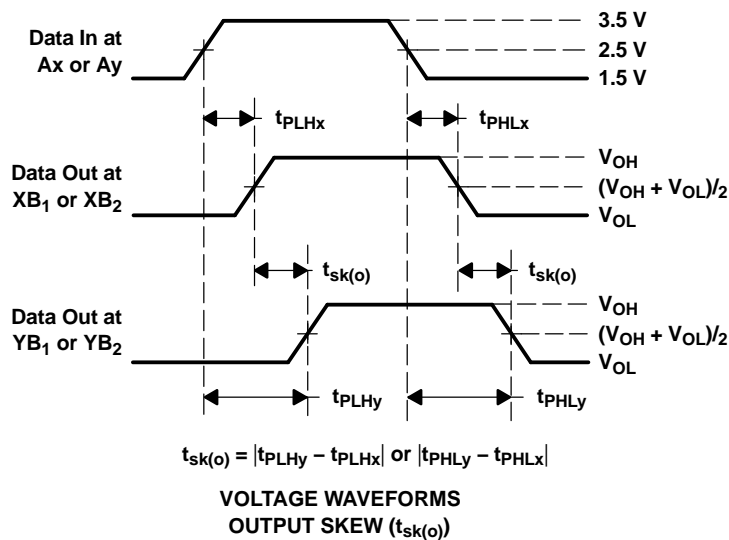 Data In at
Ax or Ay
3.5 V
2.5 V
1.5 V
tPLHx
tPHLx
Data Out at
XB1 or XB2
VOH
(VOH + VOL)/2
VOL
tsk(o)
tsk(o)
Data Out at
YB1 or YB2
VOH
(VOH + VOL)/2
VOL
tPLHy
tPHLy
tsk(o) = |tPLHy − tPLHx| or |tPHLy − tPHLx|
VOLTAGE WAVEFORMS
OUTPUT SKEW (tsk(o))